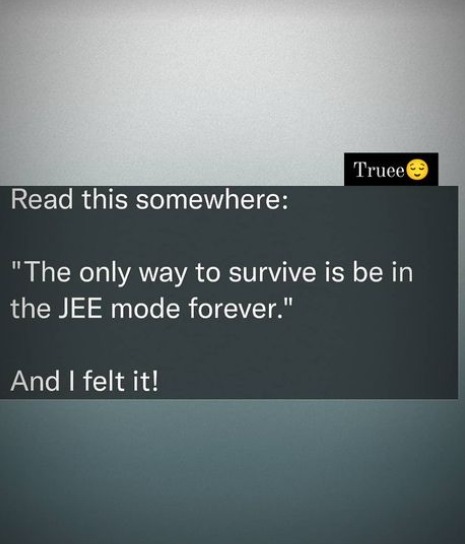 Truee😌
Read this somewhere:
"The only way to survive is be in
the JEE mode forever."
And I felt it!